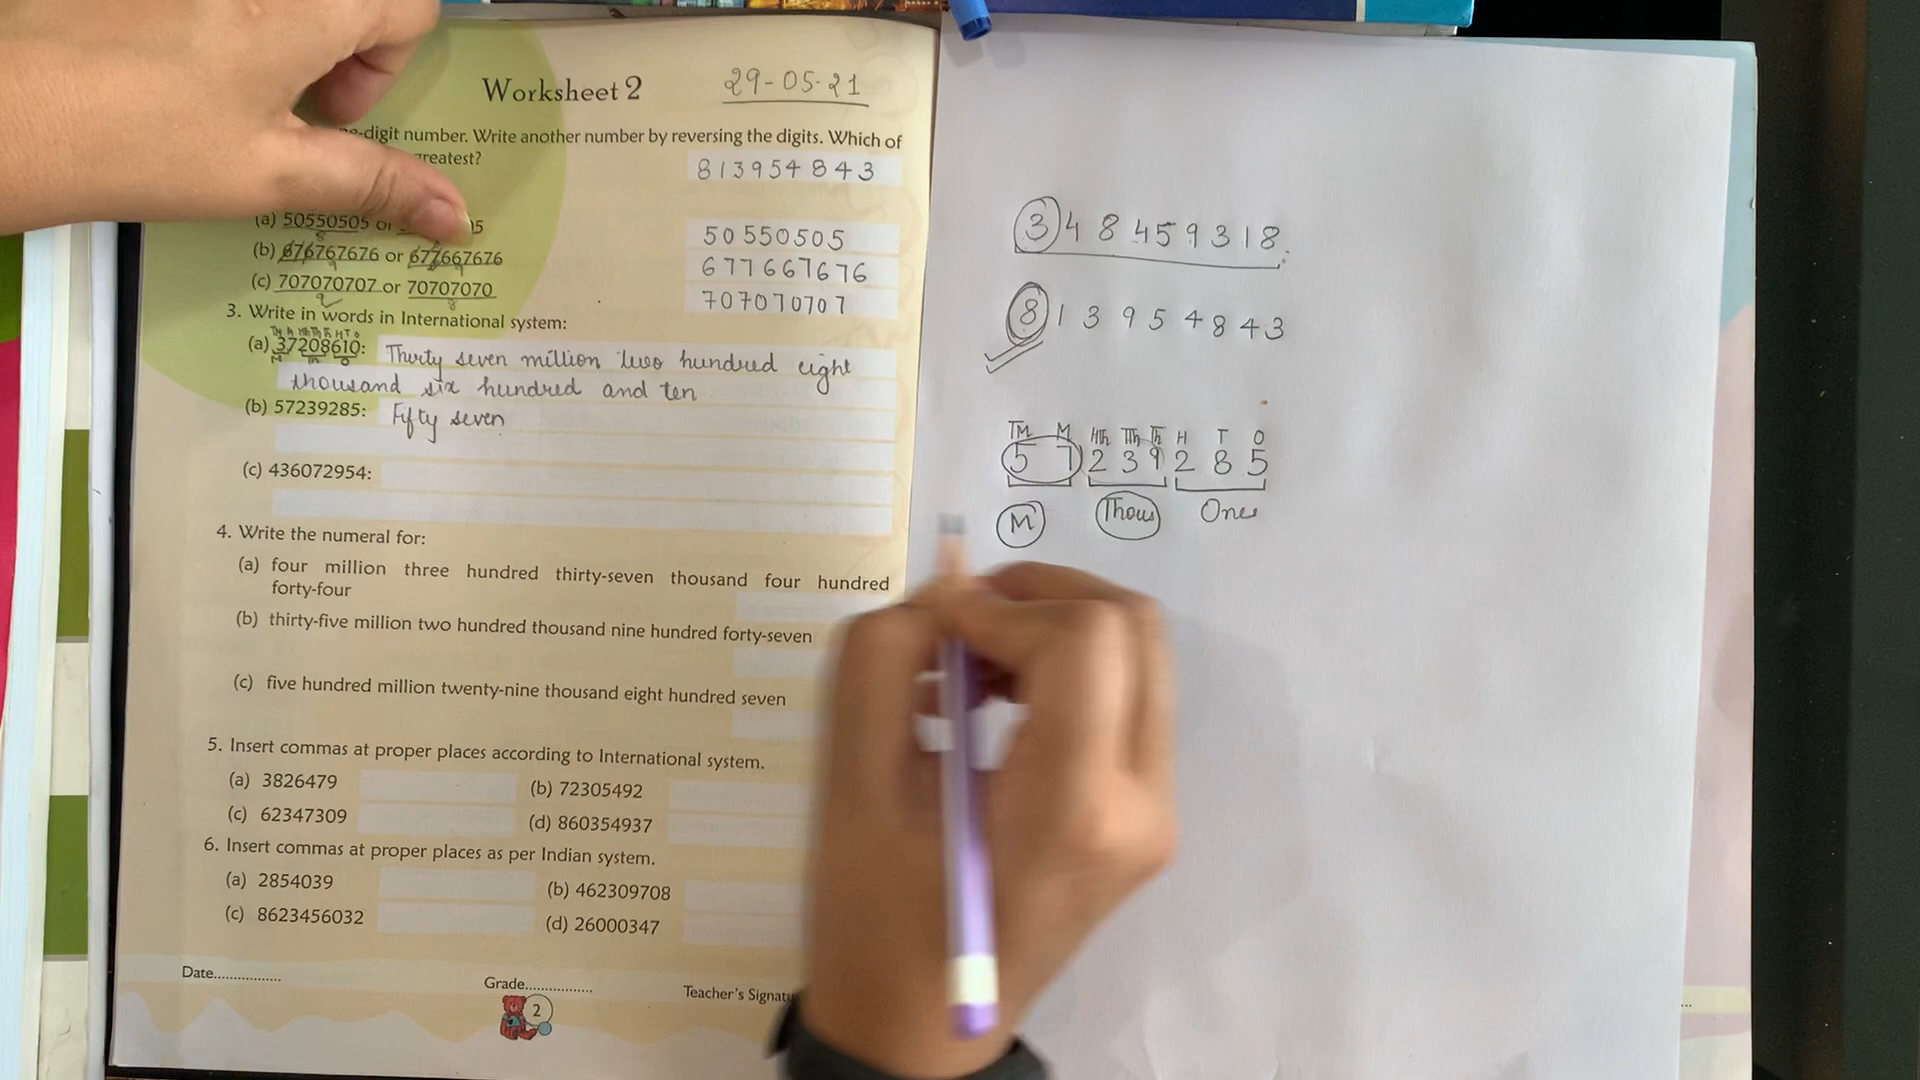 Worksheet 2
29-05-21
-digit number. Write another number by reversing the digits. Which of
greatest?
813954843
(a) 50550505 or
50550505
(b) 676767676 or 677667676
677667676
(c) 707070707 or 70707070
707070707
9
8
3. Write in words in International system:
(a) 37208610:
M Th O
Thirty seven million two hundred eight
thousand six hundred and ten
(b) 57239285:
Fifty seven
(c) 436072954:
4. Write the numeral for:
(a) four million three hundred thirty-seven thousand four hundred
forty-four
(b) thirty-five million two hundred thousand nine hundred forty-seven
(c) five hundred million twenty-nine thousand eight hundred seven
5. Insert commas at proper places according to International system.
(a) 3826479
(b) 72305492
(c) 62347309
(d) 860354937
6. Insert commas at proper places as per Indian system.
(a) 2854039
(b) 462309708
(c) 8623456032
(d) 26000347
Date.................
Grade.................
Teacher's
2
348459318
813954843
TM M HTh TTh Th H T O
5 7 2 3 9 2 8 5
M Thous Ones